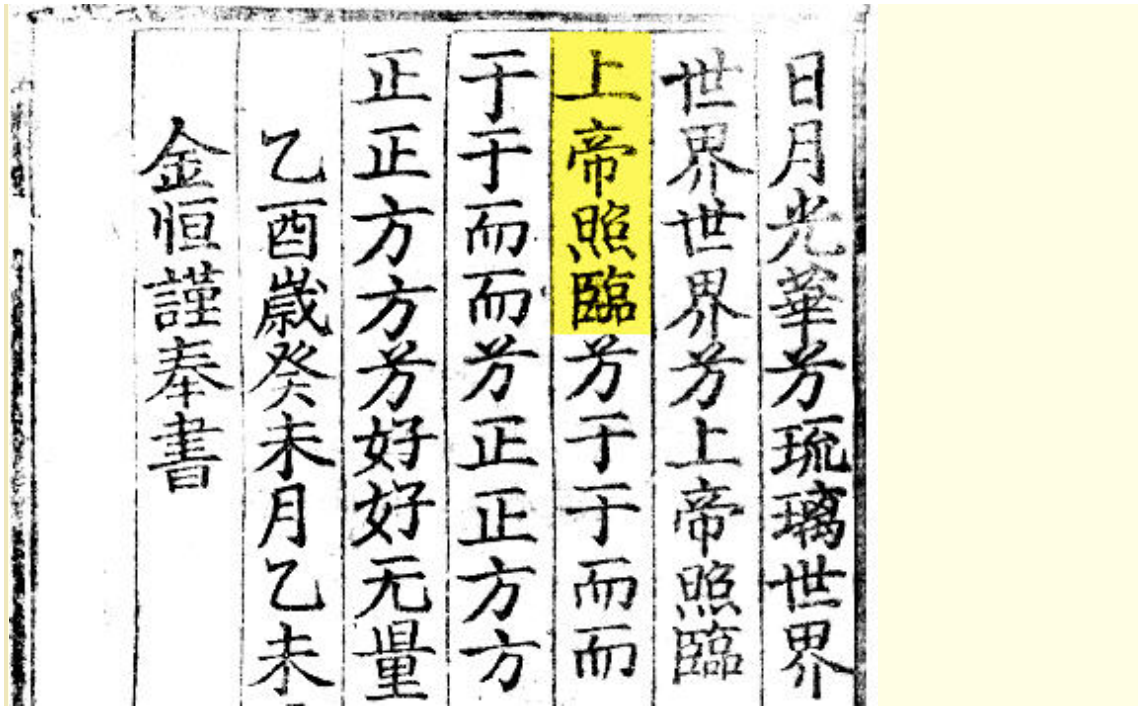 日月光華兮琉璃世界
世界世界兮上帝照臨
上帝照臨兮于于而而
于于而而兮正正方方
正正方方兮好好无量
乙酉歲癸未月乙未
金恒謹奉書